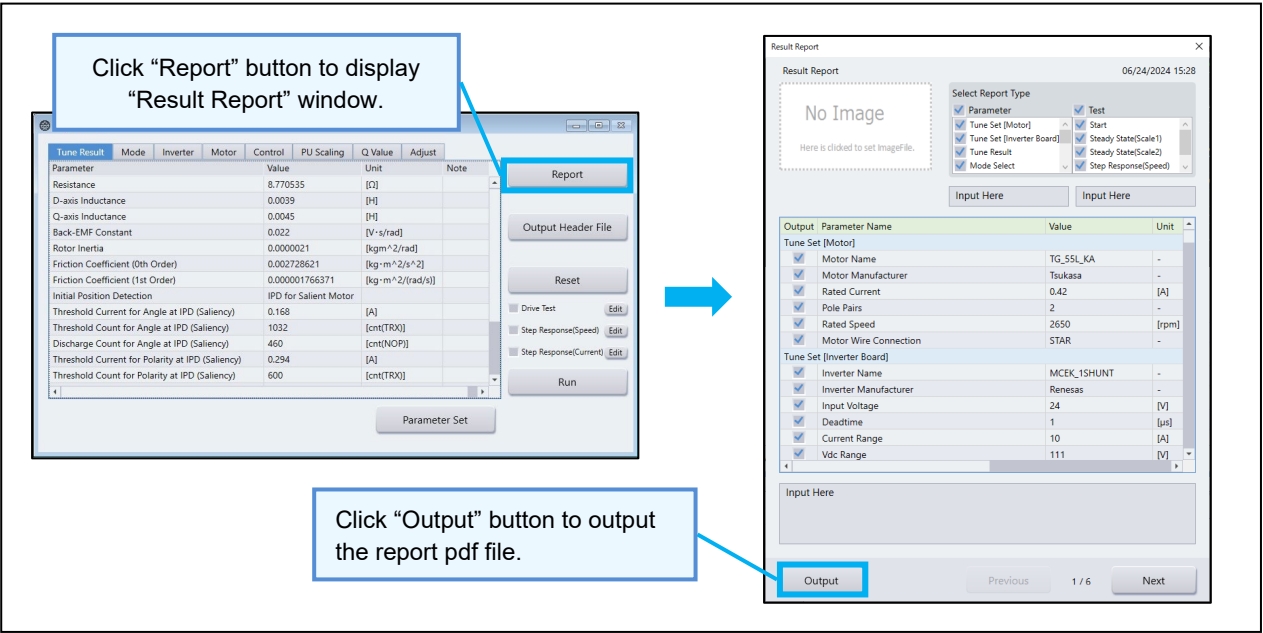 Click “Report” button to display
“Result Report” window.
Tune Result Mode Inverter Motor Control PU Scaling Q Value Adjust
Parameter Value Unit Note
Resistance 8.770535 [Ω]
D-axis Inductance 0.0039 [H]
Q-axis Inductance 0.0045 [H]
Back-EMF Constant 0.022 [V･s/rad]
Rotor Inertia 0.0000021 [kgm^2/rad]
Friction Coefficient (0th Order) 0.002728621 [kg･m^2/s^2]
Friction Coefficient (1st Order) 0.000001766371 [kg･m^2/(rad/s)]
Initial Position Detection IPD for Salient Motor
Threshold Current for Angle at IPD (Saliency) 0.168 [A]
Threshold Count for Angle at IPD (Saliency) 1032 [cnt(TRX)]
Discharge Count for Angle at IPD (Saliency) 460 [cnt(NOP)]
Threshold Current for Polarity at IPD (Saliency) 0.294 [A]
Threshold Count for Polarity at IPD (Saliency) 600 [cnt(TRX)]
Report
Output Header File
Reset
Drive Test Edit
Step Response(Speed) Edit
Step Response(Current) Edit
Run
Parameter Set
Result Report
Result Report 06/24/2024 15:28
No Image
Here is clicked to set ImageFile.
Select Report Type
Parameter Test
Tune Set [Motor] Start
Tune Set [Inverter Board] Steady State(Scale1)
Tune Result Steady State(Scale2)
Mode Select Step Response(Speed)
Input Here Input Here
Output Parameter Name Value Unit
Tune Set [Motor]
Motor Name TG_55L_KA -
Motor Manufacturer Tsukasa -
Rated Current 0.42 [A]
Pole Pairs 2 -
Rated Speed 2650 [rpm]
Motor Wire Connection STAR -
Tune Set [Inverter Board]
Inverter Name MCEK_1SHUNT -
Inverter Manufacturer Renesas -
Input Voltage 24 [V]
Deadtime 1 [μs]
Current Range 10 [A]
Vdc Range 111 [V]
Input Here
Click “Output” button to output
the report pdf file.
Output Previous 1 / 6 Next